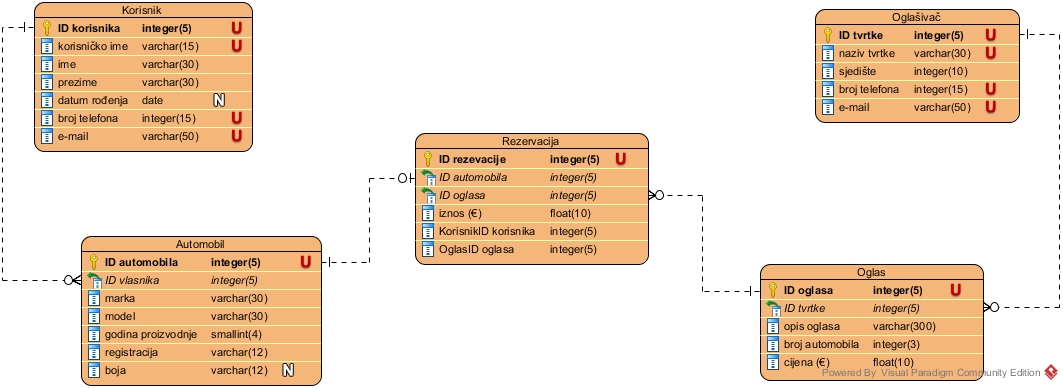 Korisnik
ID korisnika integer(5) U
korisničko ime varchar(15) U
ime varchar(30)
prezime varchar(30)
datum rođenja date N
broj telefona integer(15) U
e-mail varchar(50) U
Oglašivač
ID tvrtke integer(5) U
naziv tvrtke varchar(30) U
sjedište integer(10)
broj telefona integer(15) U
e-mail varchar(50) U
Rezervacija
ID rezevacije integer(5) U
ID automobila integer(5)
ID oglasa integer(5)
iznos (€) float(10)
KorisnikID korisnika integer(5)
OglasID oglasa integer(5)
Automobil
ID automobila integer(5) U
ID vlasnika integer(5)
marka varchar(30)
model varchar(30)
godina proizvodnje smallint(4)
registracija varchar(12)
boja varchar(12) N
Oglas
ID oglasa integer(5) U
ID tvrtke integer(5)
opis oglasa varchar(300)
broj automobila integer(3)
cijena (€) float(10)
Powered By Visual Paradigm Community Edition